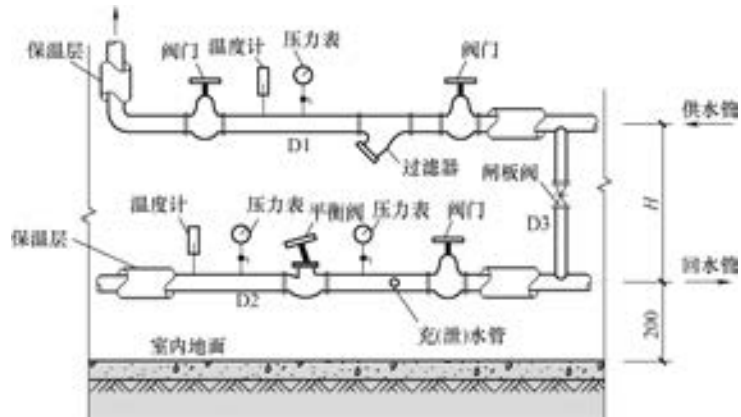 保温层
阀门
温度计
压力表
阀门
D1
过滤器
供水管
闸板阀
D3
H
温度计
压力表
平衡阀
压力表
阀门
保温层
D2
充(泄)水管
回水管
200
室内地面